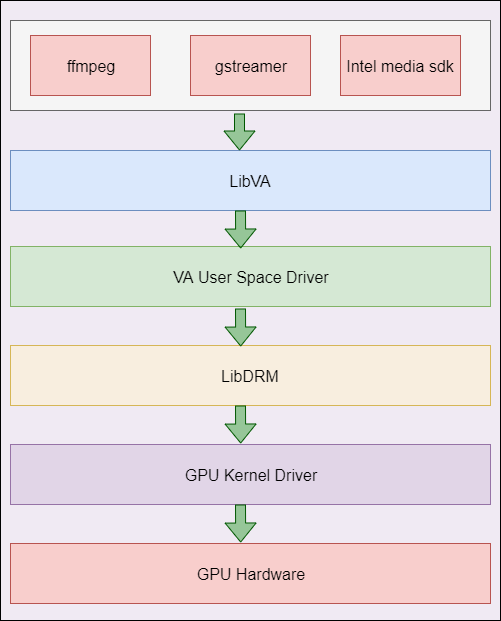 ffmpeg gstreamer Intel media sdk
LibVA
VA User Space Driver
LibDRM
GPU Kernel Driver
GPU Hardware